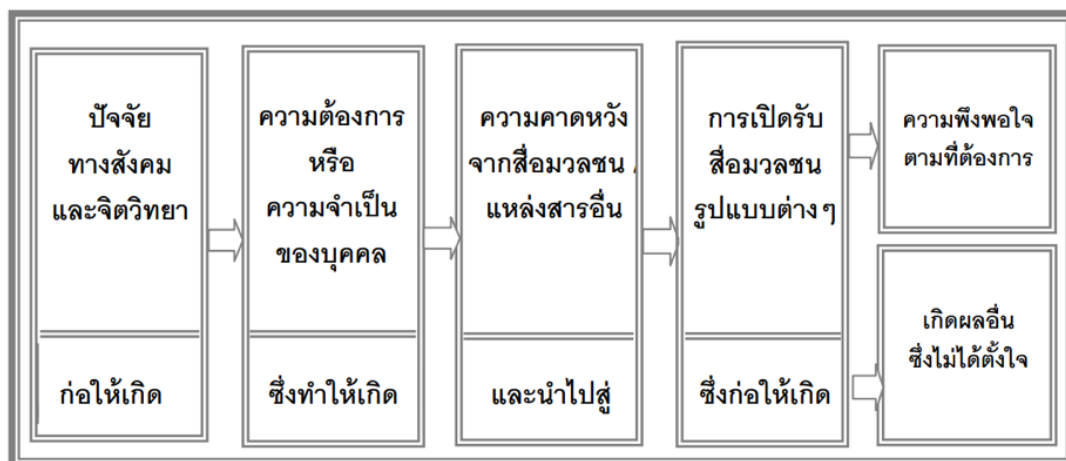 ปัจจัย
ทางสังคม
และจิตวิทยา
ก่อให้เกิด
ความต้องการ
หรือ
ความจำเป็น
ของบุคคล
ซึ่งทำให้เกิด
ความคาดหวัง
จากสื่อมวลชน /
แหล่งสารอื่น
และนำไปสู่
การเปิดรับ
สื่อมวลชน
รูปแบบต่างๆ
ซึ่งก่อให้เกิด
ความพึงพอใจ
ตามที่ต้องการ
เกิดผลอื่น
ซึ่งไม่ได้ตั้งใจ